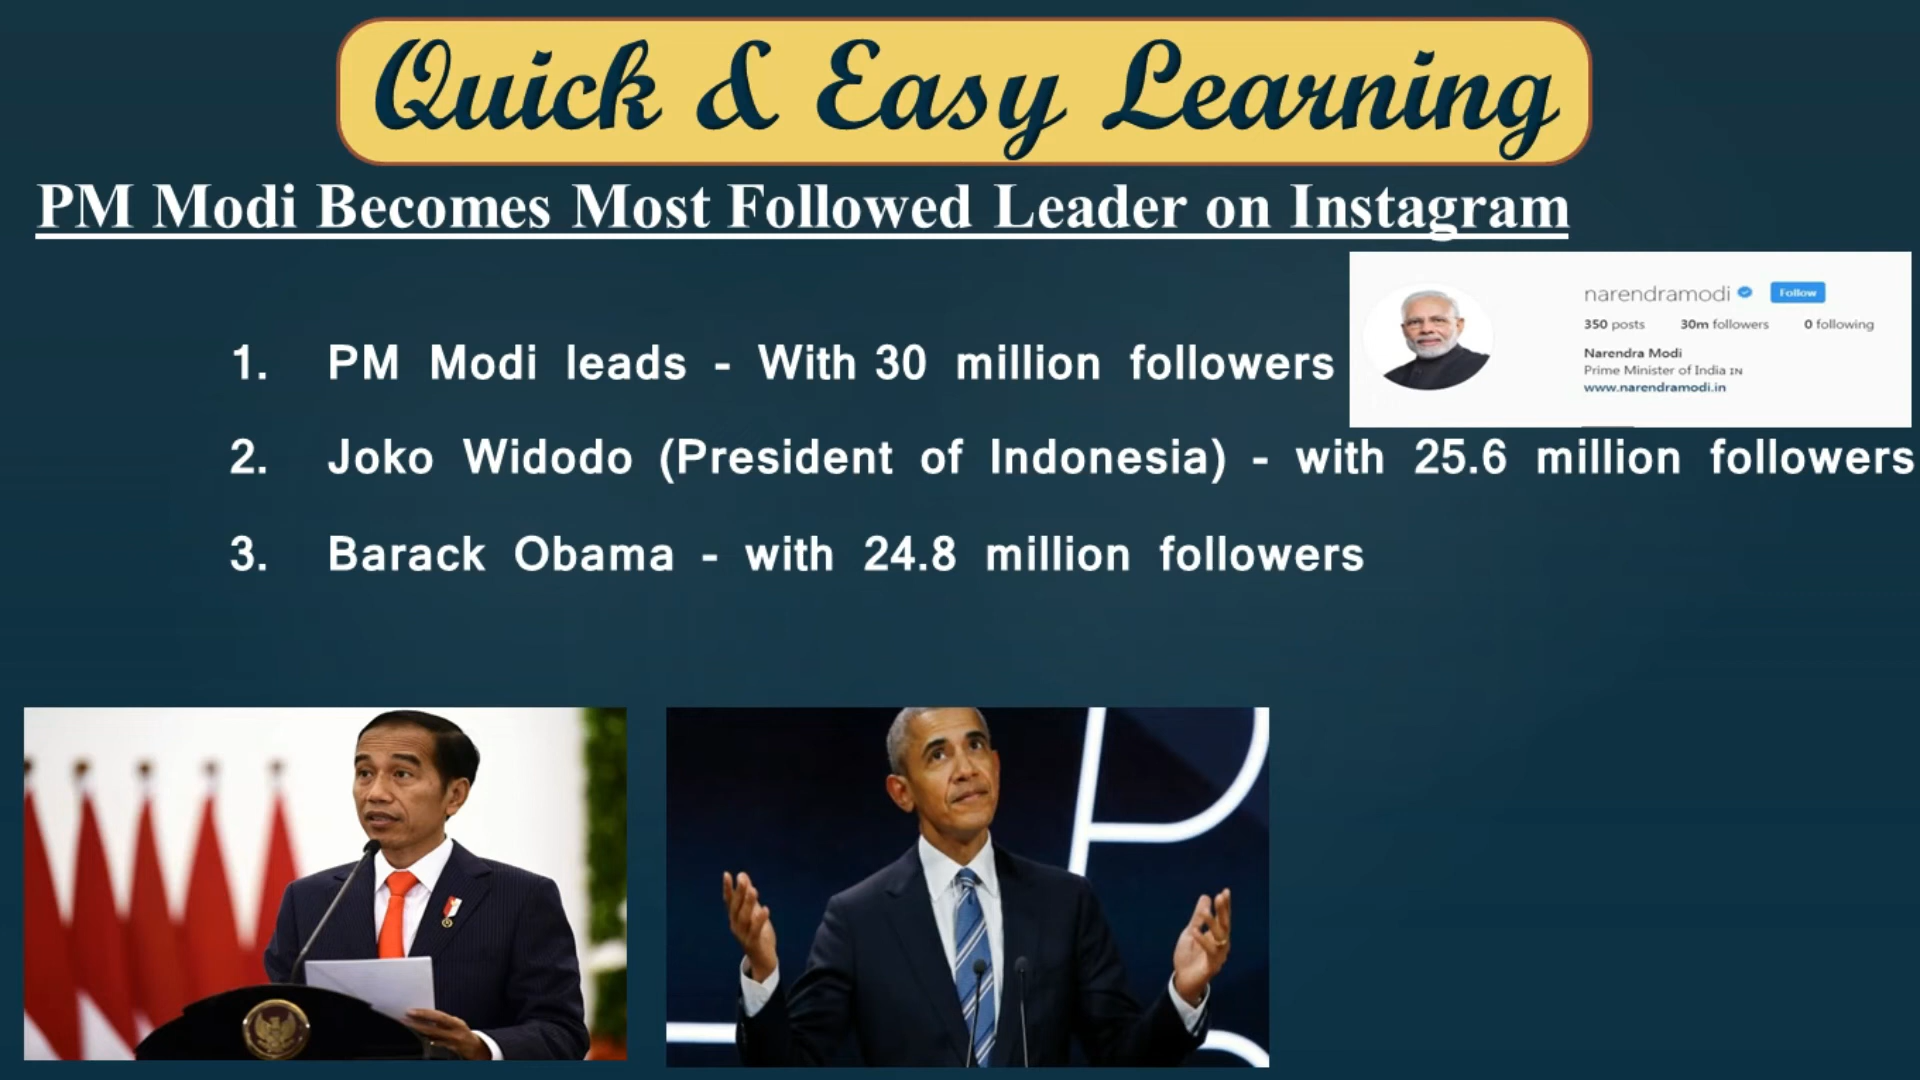 Quick & Easy Learning
PM Modi Becomes Most Followed Leader on Instagram
narendramodi Follow
350 posts 30m followers 0 following
Narendra Modi
Prime Minister of India IN
www.narendramodi.in
1. PM Modi leads - With 30 million followers
2. Joko Widodo (President of Indonesia) - with 25.6 million followers
3. Barack Obama - with 24.8 million followers